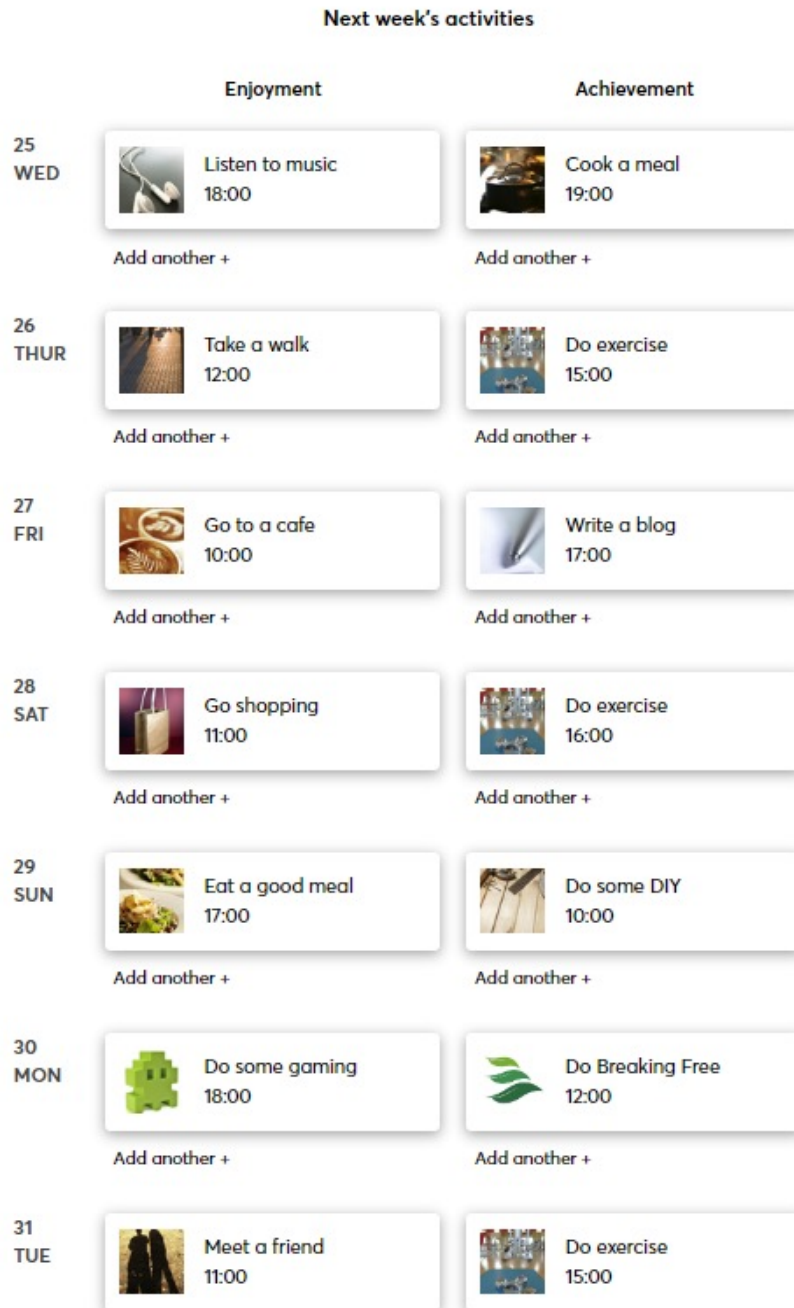 Next week's activities
Enjoyment Achievement
25
WED
Listen to music
18:00
Cook a meal
19:00
Add another +
Add another +
26
THUR
Take a walk
12:00
Do exercise
15:00
Add another +
Add another +
27
FRI
Go to a cafe
10:00
Write a blog
17:00
Add another +
Add another +
28
SAT
Go shopping
11:00
Do exercise
16:00
Add another +
Add another +
29
SUN
Eat a good meal
17:00
Do some DIY
10:00
Add another +
Add another +
30
MON
Do some gaming
18:00
Do Breaking Free
12:00
Add another +
Add another +
31
TUE
Meet a friend
11:00
Do exercise
15:00